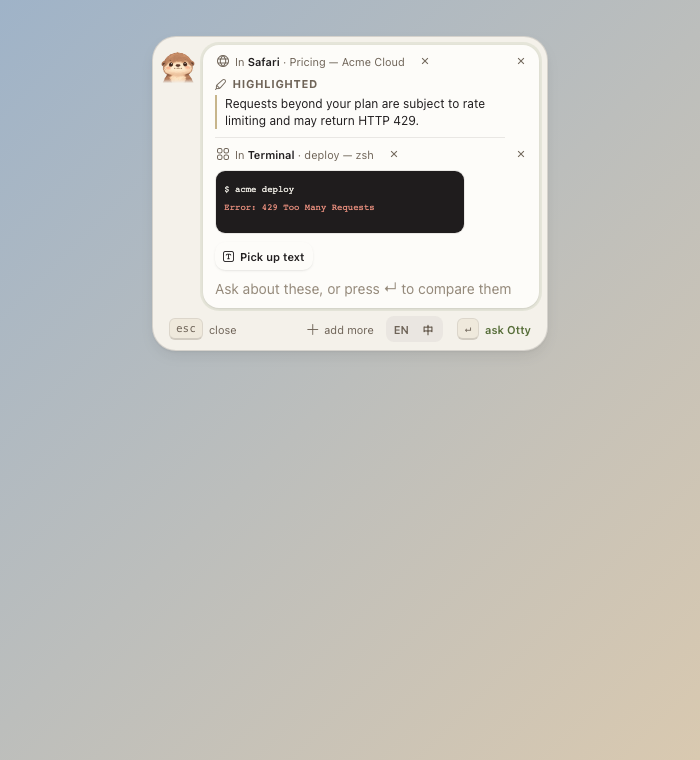 In Safari · Pricing — Acme Cloud
HIGHLIGHTED
Requests beyond your plan are subject to rate
limiting and may return HTTP 429.
In Terminal · deploy — zsh
$ acme deploy
Error: 429 Too Many Requests
Pick up text
Ask about these, or press ↵ to compare them
esc close + add more EN 中 ↵ ask Otty